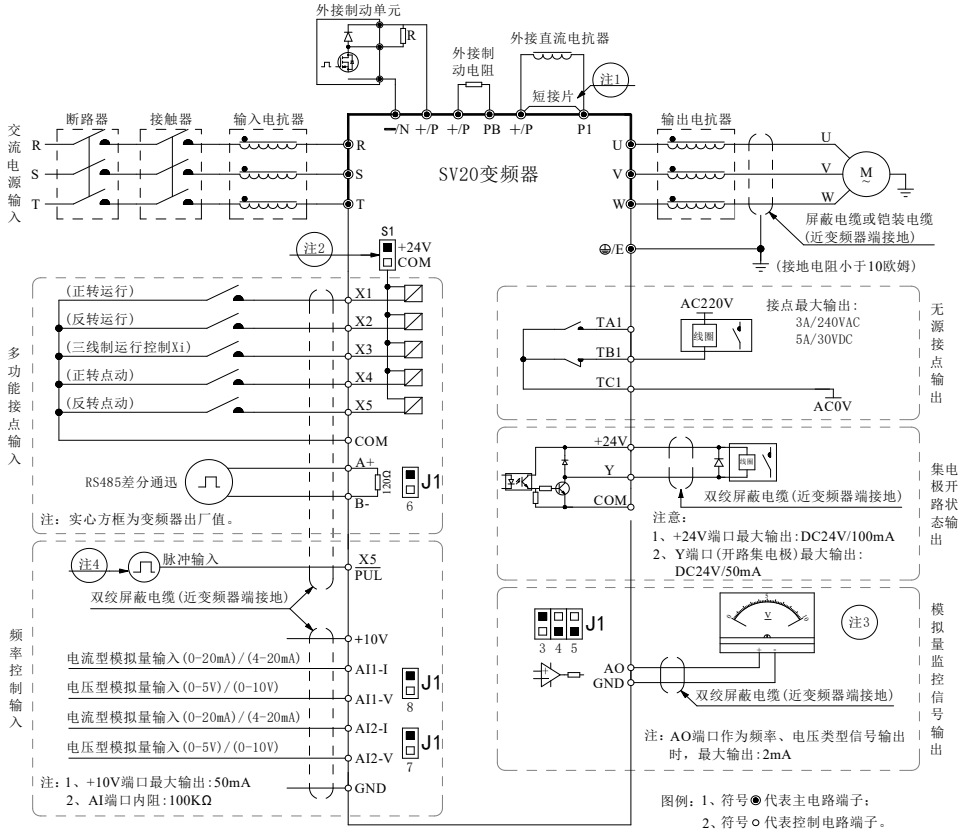 外接制动单元
R
外接制
动电阻
外接直流电抗器
注1
短接片
━/N +/P +/P PB +/P P1
交流电源输入
断路器
接触器
输入电抗器
输出电抗器
R
S
T
R
S
T
SV20变频器
U
V
W
U
V
W
M
~
屏蔽电缆或铠装电缆
(近变频器端接地)
/E
(接地电阻小于10欧姆)
注2
S1
+24V
COM
多功能接点输入
(正转运行)
X1
(反转运行)
X2
(三线制运行控制Xi)
X3
(正转点动)
X4
(反转点动)
X5
COM
RS485差分通迅
A+
120Ω
B-
J1
6
注: 实心方框为变频器出厂值。
频率控制输入
注4
脉冲输入
X5
PUL
双绞屏蔽电缆(近变频器端接地)
+10V
电流型模拟量输入(0-20mA)/(4-20mA)
AI1-I
电压型模拟量输入(0-5V)/(0-10V)
AI1-V
J1
8
电流型模拟量输入(0-20mA)/(4-20mA)
AI2-I
电压型模拟量输入(0-5V)/(0-10V)
AI2-V
J1
7
注: 1、+10V端口最大输出:50mA
2、AI端口内阻:100KΩ
GND
无源接点输出
TA1
TB1
TC1
AC220V
线圈
接点最大输出:
3A/240VAC
5A/30VDC
AC0V
集电极开路状态输出
+24V
Y
COM
线圈
双绞屏蔽电缆(近变频器端接地)
注意:
1、+24V端口最大输出:DC24V/100mA
2、Y端口(开路集电极)最大输出:
DC24V/50mA
模拟量监控信号输出
J1
3 4 5
0 5 10
V
+ -
注3
AO
GND
双绞屏蔽电缆(近变频器端接地)
注: AO端口作为频率、电压类型信号输出
时, 最大输出:2mA
图例: 1、符号代表主电路端子;
2、符号代表控制电路端子。